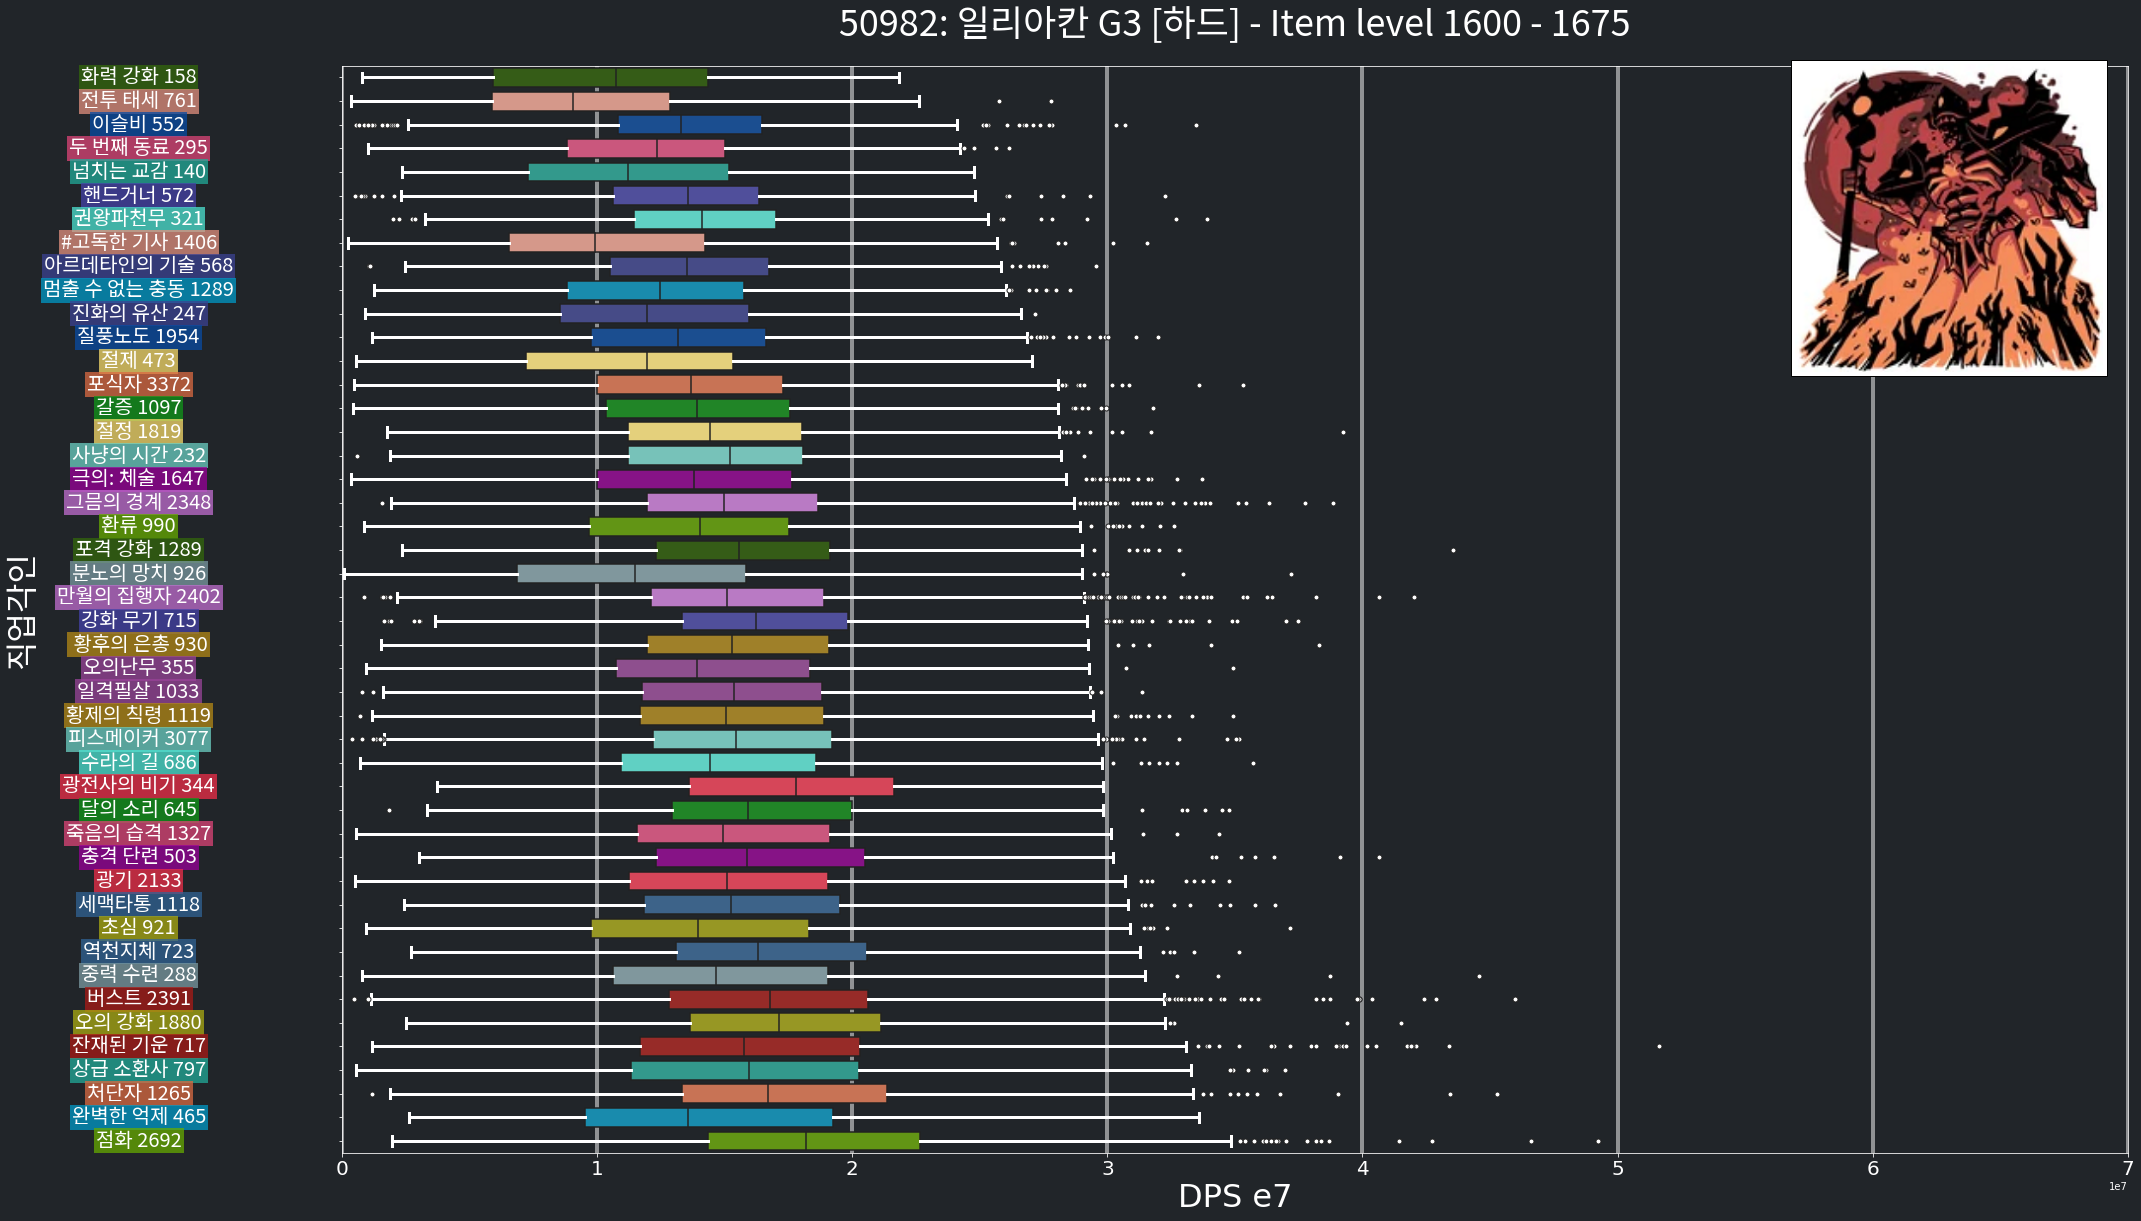 50982: 일리아칸 G3 [하드] - Item level 1600 - 1675
직업각인
화력 강화 158
전투 태세 761
이슬비 552
두 번째 동료 295
넘치는 교감 140
핸드거너 572
권왕파천무 321
#고독한 기사 1406
아르데타인의 기술 568
멈출 수 없는 충동 1289
진화의 유산 247
질풍노도 1954
절제 473
포식자 3372
갈증 1097
절정 1819
사냥의 시간 232
극의: 체술 1647
그믐의 경계 2348
환류 990
포격 강화 1289
분노의 망치 926
만월의 집행자 2402
강화 무기 715
황후의 은총 930
오의난무 355
일격필살 1033
황제의 칙령 1119
피스메이커 3077
수라의 길 686
광전사의 비기 344
달의 소리 645
죽음의 습격 1327
충격 단련 503
광기 2133
세맥타통 1118
초심 921
역천지체 723
중력 수련 288
버스트 2391
오의 강화 1880
잔재된 기운 717
상급 소환사 797
처단자 1265
완벽한 억제 465
점화 2692
0 1 2 3 4 5 6 7
1e7
DPS e7